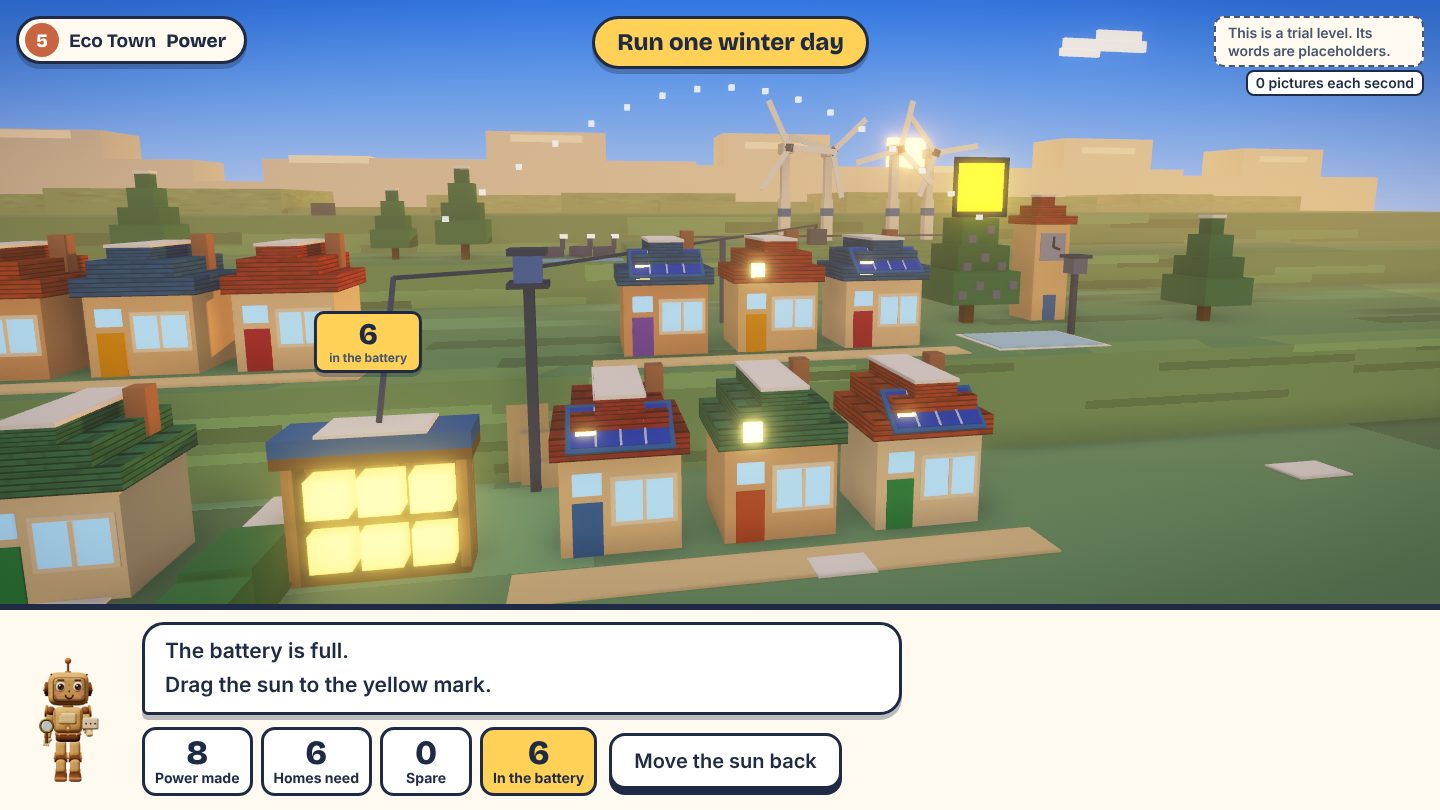 5 Eco Town Power
Run one winter day
This is a trial level. Its
words are placeholders.
0 pictures each second
6
in the battery
The battery is full.
Drag the sun to the yellow mark.
8
Power made
6
Homes need
0
Spare
6
In the battery
Move the sun back